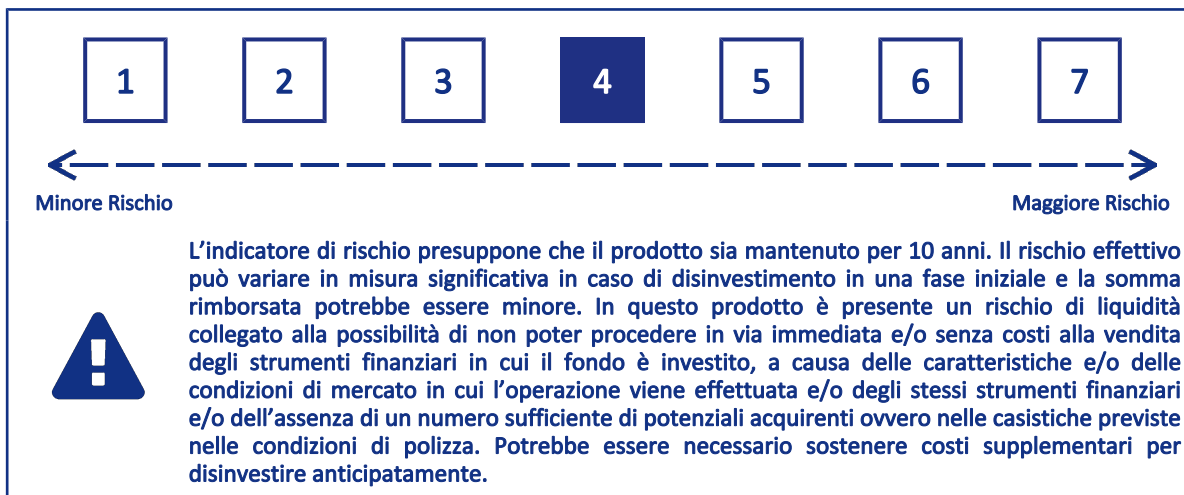 1 2 3 4 5 6 7
Minore Rischio Maggiore Rischio
L'indicatore di rischio presuppone che il prodotto sia mantenuto per 10 anni. Il rischio effettivo
può variare in misura significativa in caso di disinvestimento in una fase iniziale e la somma
rimborsata potrebbe essere minore. In questo prodotto è presente un rischio di liquidità
collegato alla possibilità di non poter procedere in via immediata e/o senza costi alla vendita
degli strumenti finanziari in cui il fondo è investito, a causa delle caratteristiche e/o delle
condizioni di mercato in cui l'operazione viene effettuata e/o degli stessi strumenti finanziari
e/o dell'assenza di un numero sufficiente di potenziali acquirenti ovvero nelle casistiche previste
nelle condizioni di polizza. Potrebbe essere necessario sostenere costi supplementari per
disinvestire anticipatamente.